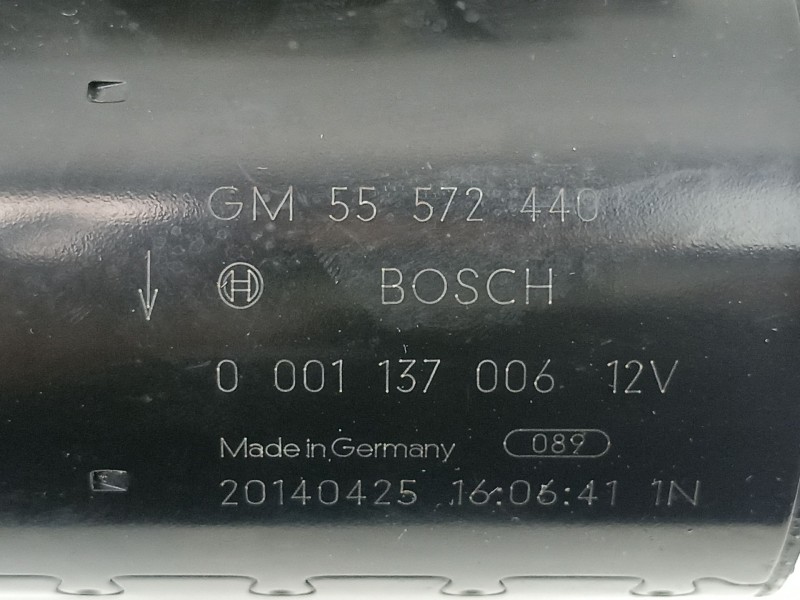 GM 55 572 440
BOSCH
0 001 137 006 12V
Made in Germany 089
20140425 16:06:41 1N